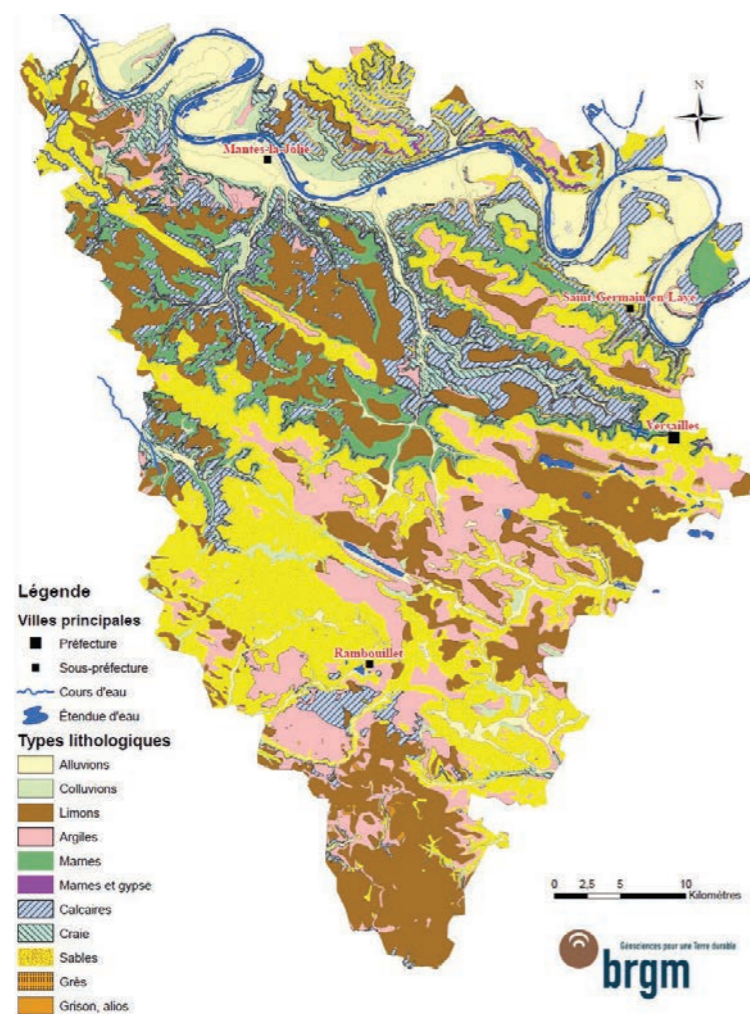 N
Mantes-la-Jolie
Saint-Germain-en-Laye
Versailles
Rambouillet
Légende
Villes principales
Préfecture
Sous-préfecture
Cours d'eau
Étendue d'eau
Types lithologiques
Alluvions
Colluvions
Limons
Argiles
Marnes
Marnes et gypse
Calcaires
Craie
Sables
Grès
Grison, alios
0 2,5 5 10
Kilomètres
Géosciences pour une Terre durable
brgm